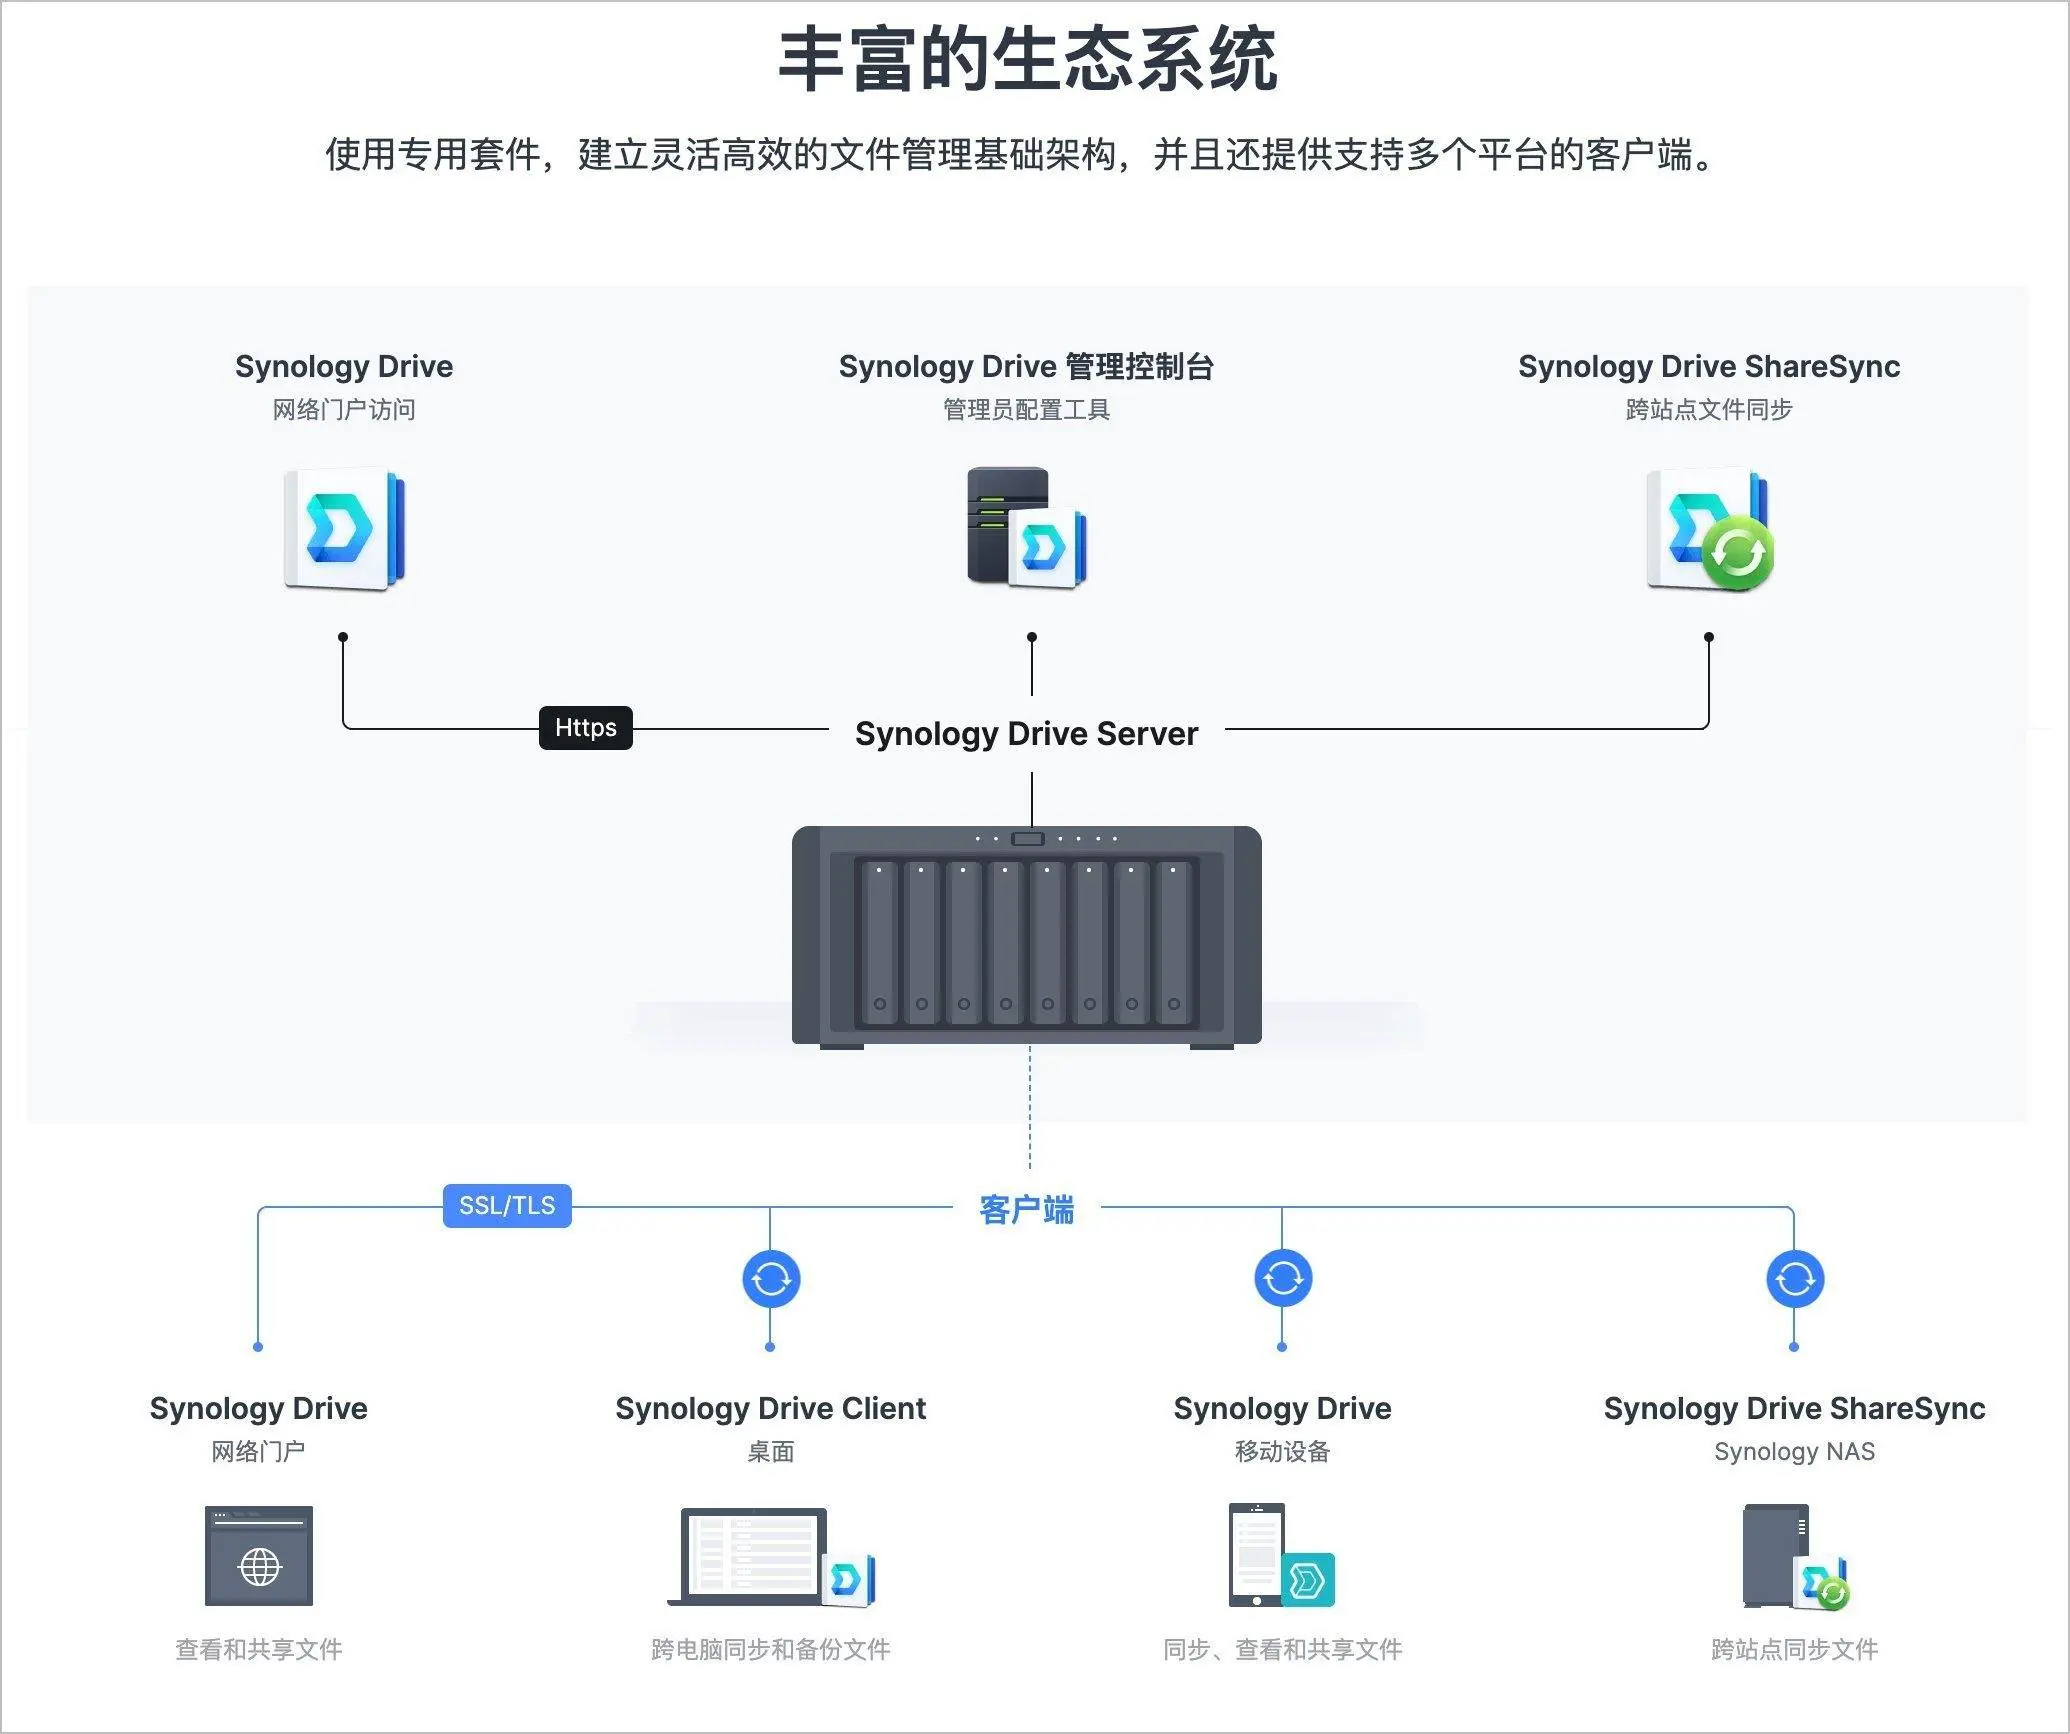 丰富的生态系统
使用专用套件，建立灵活高效的文件管理基础架构，并且还提供支持多个平台的客户端。
Synology Drive
网络门户访问
Synology Drive 管理控制台
管理员配置工具
Synology Drive ShareSync
跨站点文件同步
Https
Synology Drive Server
SSL/TLS
客户端
Synology Drive
网络门户
查看和共享文件
Synology Drive Client
桌面
跨电脑同步和备份文件
Synology Drive
移动设备
同步、查看和共享文件
Synology Drive ShareSync
Synology NAS
跨站点同步文件